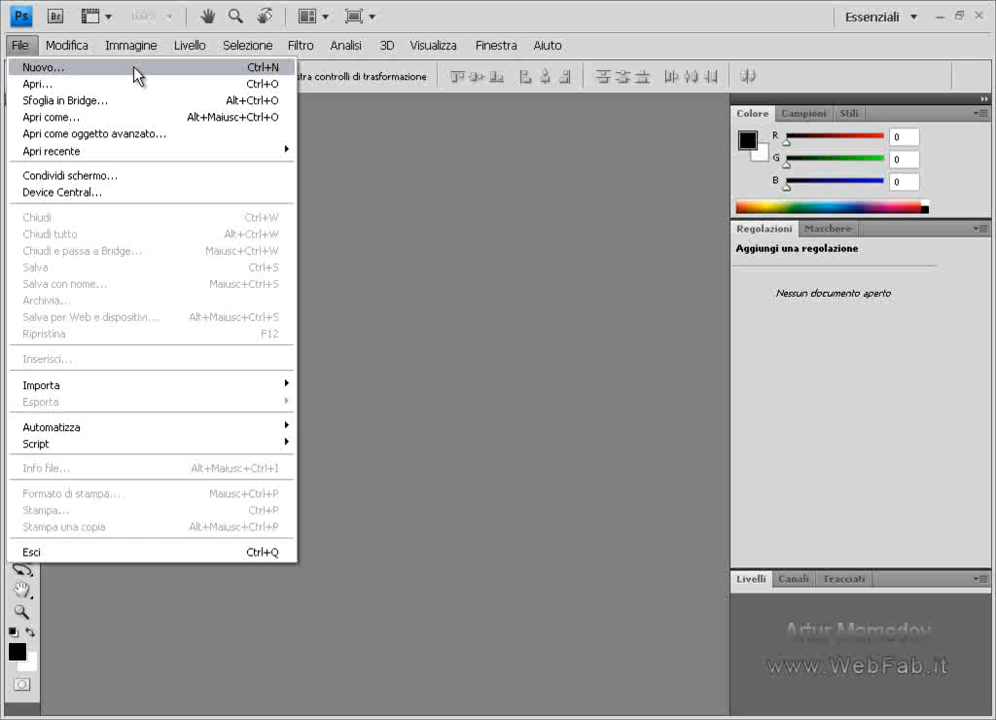 Ps Br 100% Essenziali
File Modifica Immagine Livello Selezione Filtro Analisi 3D Visualizza Finestra Aiuto
Nuovo... Ctrl+N
stra controlli di trasformazione
Apri... Ctrl+O
Sfoglia in Bridge... Alt+Ctrl+O
Apri come... Alt+Maiusc+Ctrl+O
Apri come oggetto avanzato...
Apri recente
Condividi schermo...
Device Central...
Chiudi Ctrl+W
Chiudi tutto Alt+Ctrl+W
Chiudi e passa a Bridge... Maiusc+Ctrl+W
Salva Ctrl+S
Salva con nome... Maiusc+Ctrl+S
Archivia...
Salva per Web e dispositivi... Alt+Maiusc+Ctrl+S
Ripristina F12
Inserisci...
Importa
Esporta
Automatizza
Script
Info file... Alt+Maiusc+Ctrl+I
Formato di stampa.... Maiusc+Ctrl+P
Stampa... Ctrl+P
Stampa una copia Alt+Maiusc+Ctrl+P
Esci Ctrl+Q
Colore Campioni Stili
R 0
G 0
B 0
Regolazioni Maschere
Aggiungi una regolazione
Nessun documento aperto
Livelli Canali Tracciati
Artur Mamedov
www.WebFab.it